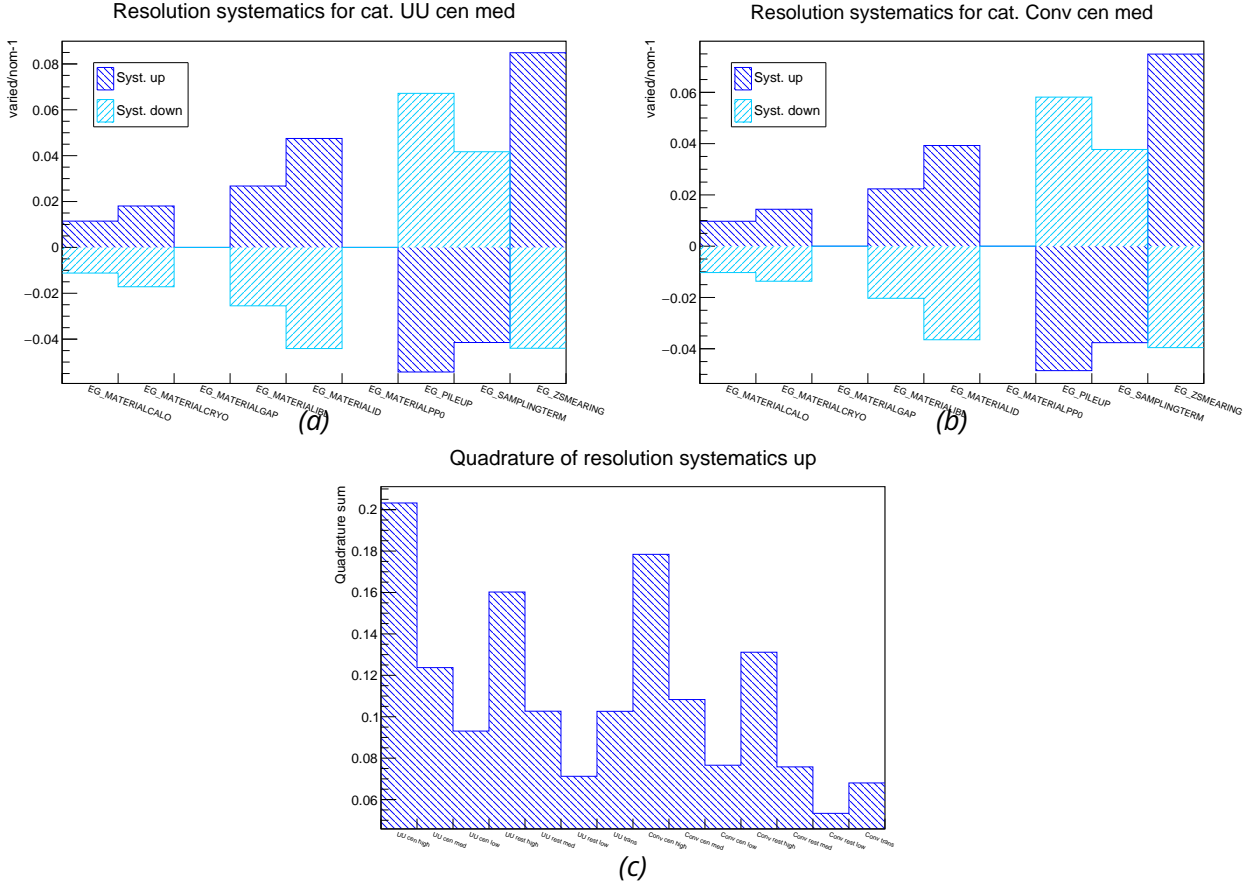 Resolution systematics for cat. UU cen med
varied/nom-1
0.08
0.06
0.04
0.02
0
−0.02
−0.04
Syst. up
Syst. down
EG_MATERIALCALO
EG_MATERIALCRYO
EG_MATERIALGAP
EG_MATERIALIBL
EG_MATERIALID
EG_MATERIALPP0
EG_PILEUP
EG_SAMPLINGTERM
EG_ZSMEARING
(a)
Resolution systematics for cat. Conv cen med
varied/nom-1
0.06
0.04
0.02
0
−0.02
−0.04
Syst. up
Syst. down
EG_MATERIALCALO
EG_MATERIALCRYO
EG_MATERIALGAP
EG_MATERIALIBL
EG_MATERIALID
EG_MATERIALPP0
EG_PILEUP
EG_SAMPLINGTERM
EG_ZSMEARING
(b)
Quadrature of resolution systematics up
Quadrature sum
0.2
0.18
0.16
0.14
0.12
0.1
0.08
0.06
UU cen high
UU cen med
UU cen low
UU rest high
UU rest med
UU rest low
UU trans
Conv cen high
Conv cen med
Conv cen low
Conv rest high
Conv rest med
Conv rest low
Conv trans
(c)